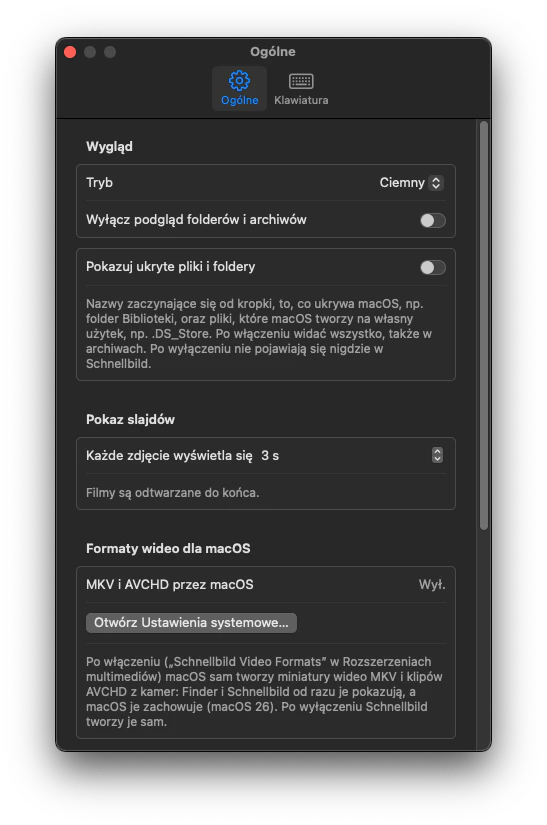 Ogólne
Ogólne
Klawiatura
Wygląd
Tryb
Ciemny
Wyłącz podgląd folderów i archiwów
Pokazuj ukryte pliki i foldery
Nazwy zaczynające się od kropki, to, co ukrywa macOS, np.
folder Biblioteki, oraz pliki, które macOS tworzy na własny
użytek, np. .DS_Store. Po włączeniu widać wszystko, także w
archiwach. Po wyłączeniu nie pojawiają się nigdzie w
Schnellbild.
Pokaz slajdów
Każde zdjęcie wyświetla się 3 s
Filmy są odtwarzane do końca.
Formaty wideo dla macOS
MKV i AVCHD przez macOS
Wył.
Otwórz Ustawienia systemowe...
Po włączeniu („Schnellbild Video Formats” w Rozszerzeniach
multimediów) macOS sam tworzy miniatury wideo MKV i klipów
AVCHD z kamer: Finder i Schnellbild od razu je pokazują, a
macOS je zachowuje (macOS 26). Po wyłączeniu Schnellbild
tworzy je sam.